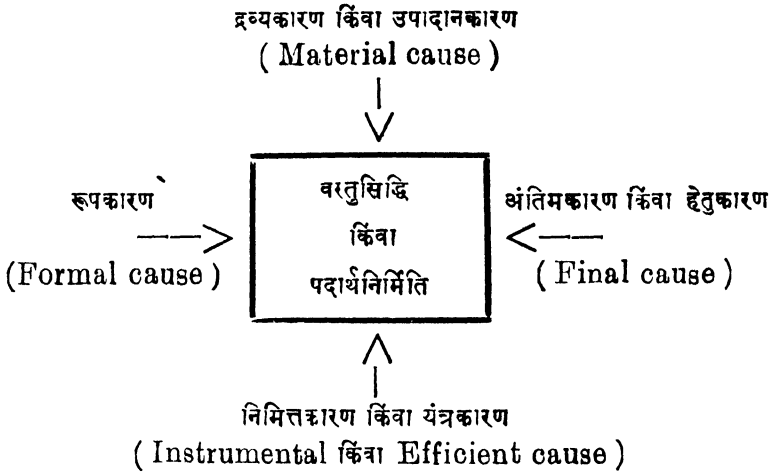 द्रव्यकारण किंवा उपादानकारण
( Material cause )
रूपकारण
(Formal cause )
वस्तुसिद्धि
किंवा
पदार्थनिर्मिति
अंतिमकारण किंवा हेतुकारण
( Final cause )
निमित्तकारण किंवा यंत्रकारण
( Instrumental किंवा Efficient cause )